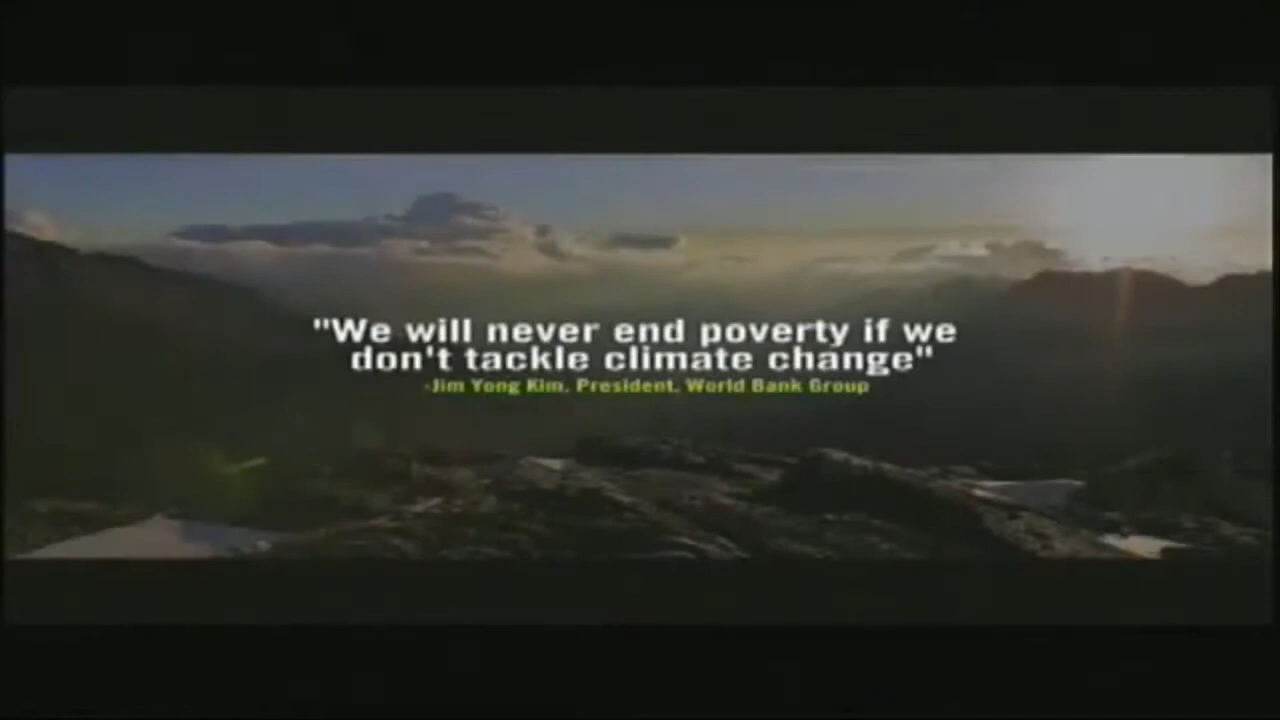 "We will never end poverty if we
don't tackle climate change"
-Jim Yong Kim, President, World Bank Group